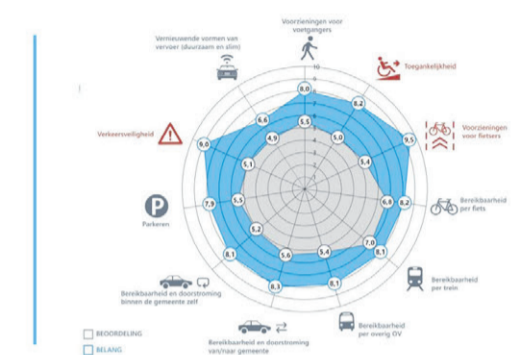 Voorzieningen voor
voetgangers
Vernieuwende vormen van
vervoer (duurzaam en slim)
Toegankelijkheid
10
9
8,0
8,2
6,6
5,5
4,9
5,0
Verkeersveiligheid
Voorzieningen
voor fietsers
9,0
9,5
5,1
5,4
P
Parkeren
7,9
5,5
6,8
8,2
Bereikbaarheid
per fiets
5,2
7,0
8,1
8,1
5,6
5,4
8,3
8,1
Bereikbaarheid
per trein
Bereikbaarheid en doorstroming
binnen de gemeente zelf
Bereikbaarheid
per overig OV
Bereikbaarheid en doorstroming
van/naar gemeente
BEOORDELING
BELANG